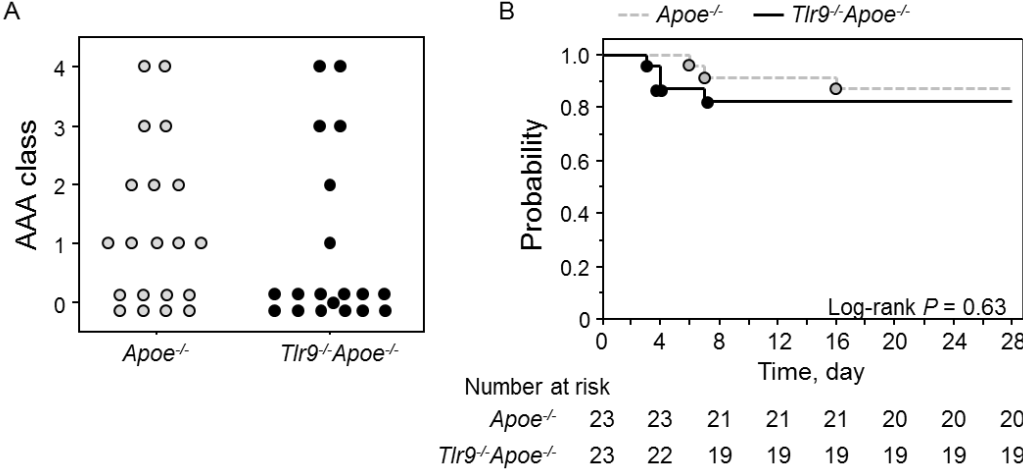 A
AAA class
4
3
2
1
0
Apoe-/-
Tlr9-/-Apoe-/-
B
Apoe-/-
Tlr9-/-Apoe-/-
Probability
1.0
0.8
0.6
0.4
0.2
0
Log-rank P = 0.63
0 4 8 12 16 20 24 28
Time, day
Number at risk
Apoe-/- 23 23 21 21 21 20 20 20
Tlr9-/-Apoe-/- 23 22 19 19 19 19 19 19